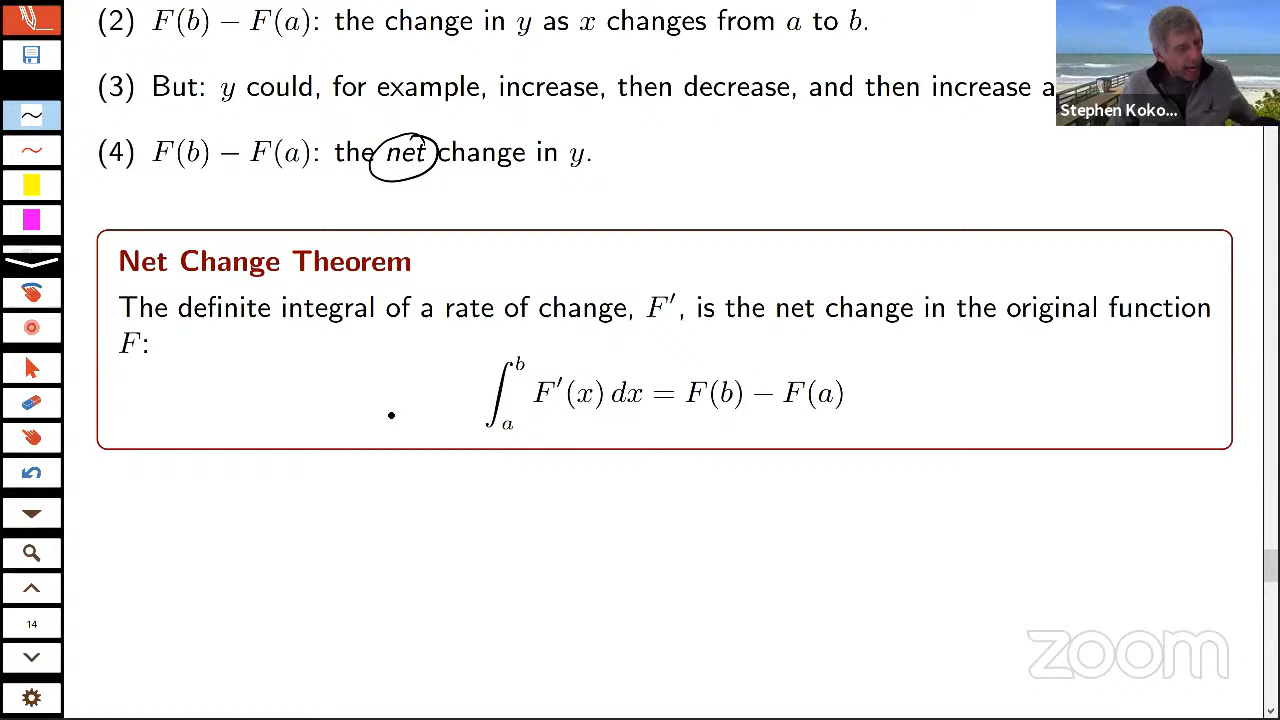 (2) F(b) − F(a): the change in y as x changes from a to b.
(3) But: y could, for example, increase, then decrease, and then increase a
Stephen Koko...
(4) F(b) − F(a): the net change in y.
Net Change Theorem
The definite integral of a rate of change, F′, is the net change in the original function
F:
∫_a^b F′(x) dx = F(b) − F(a)
14
zoom